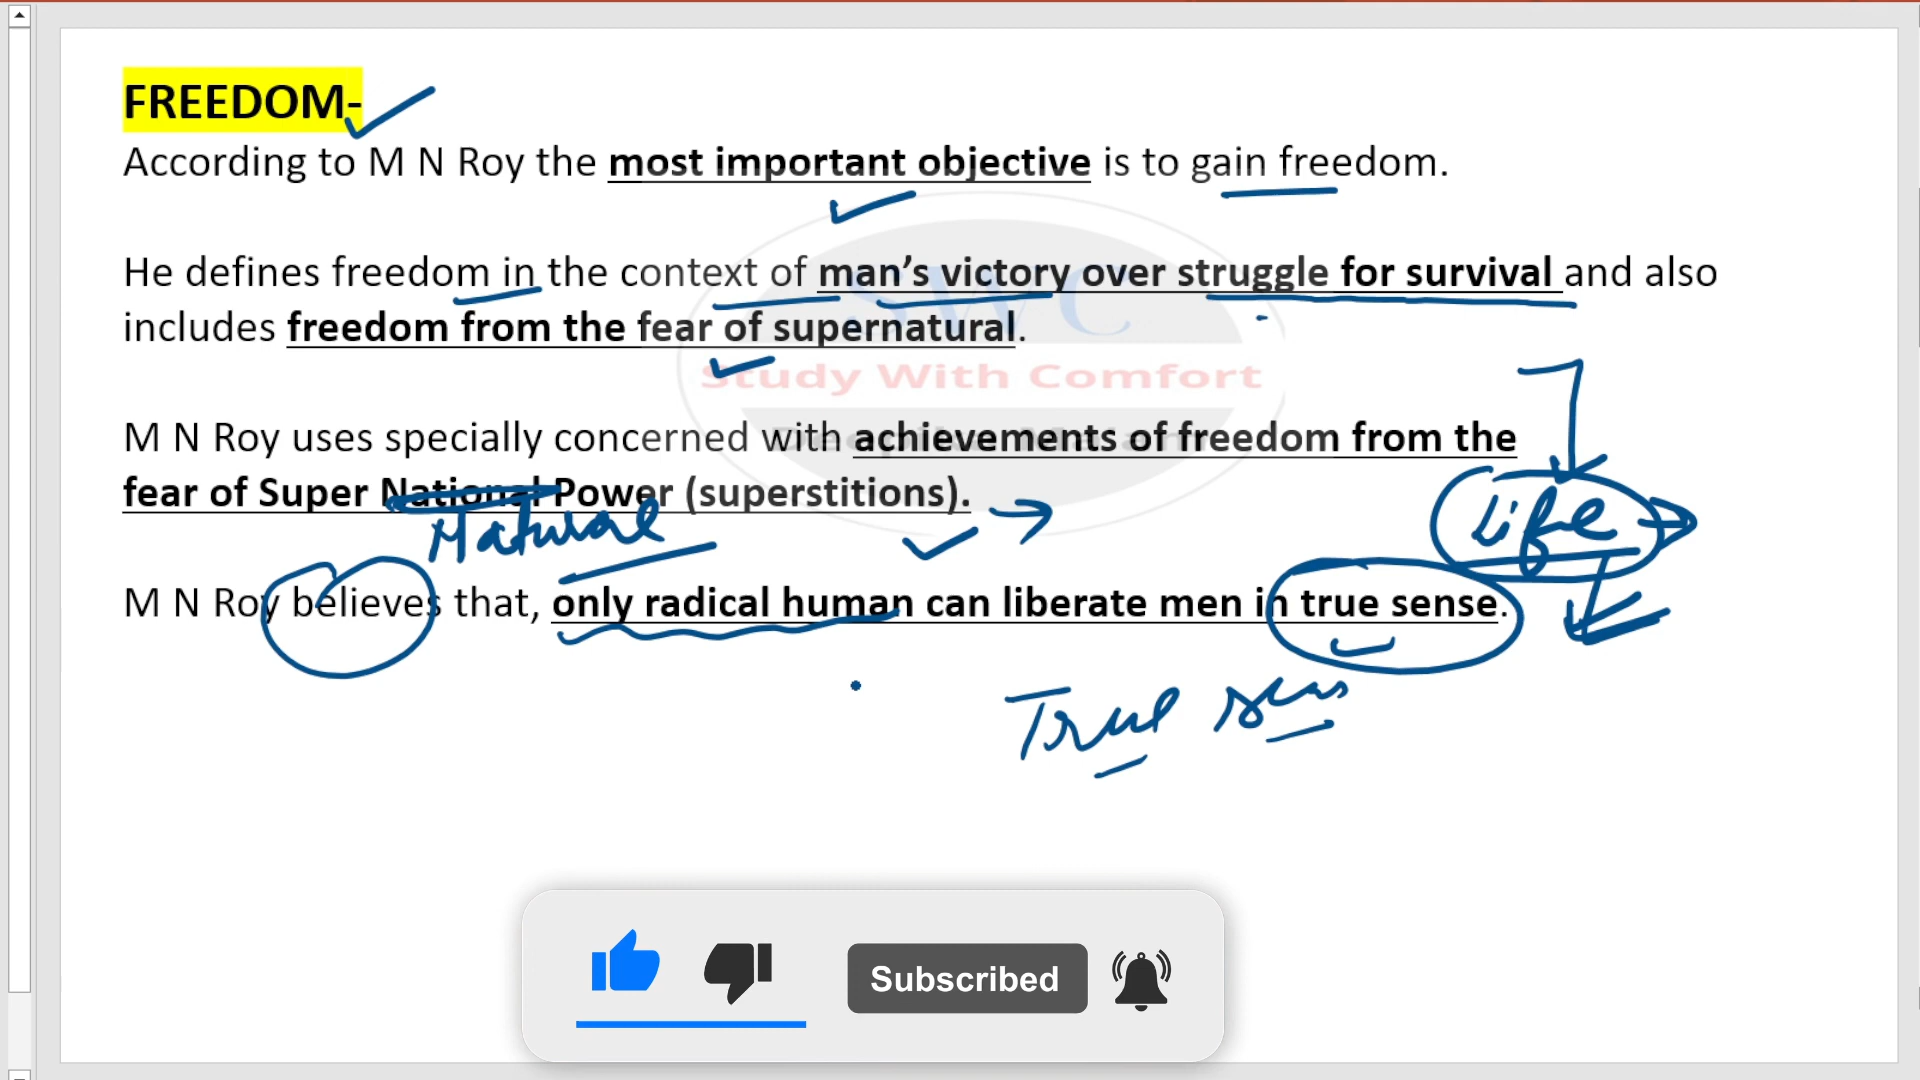 FREEDOM-
According to M N Roy the most important objective is to gain freedom.
He defines freedom in the context of man's victory over struggle for survival and also
includes freedom from the fear of supernatural.
SWC
Study With Comfort
M N Roy uses specially concerned with achievements of freedom from the
fear of Super National Power (superstitions).
Natural
Life
M N Roy believes that, only radical human can liberate men in true sense.
True
Subscribed